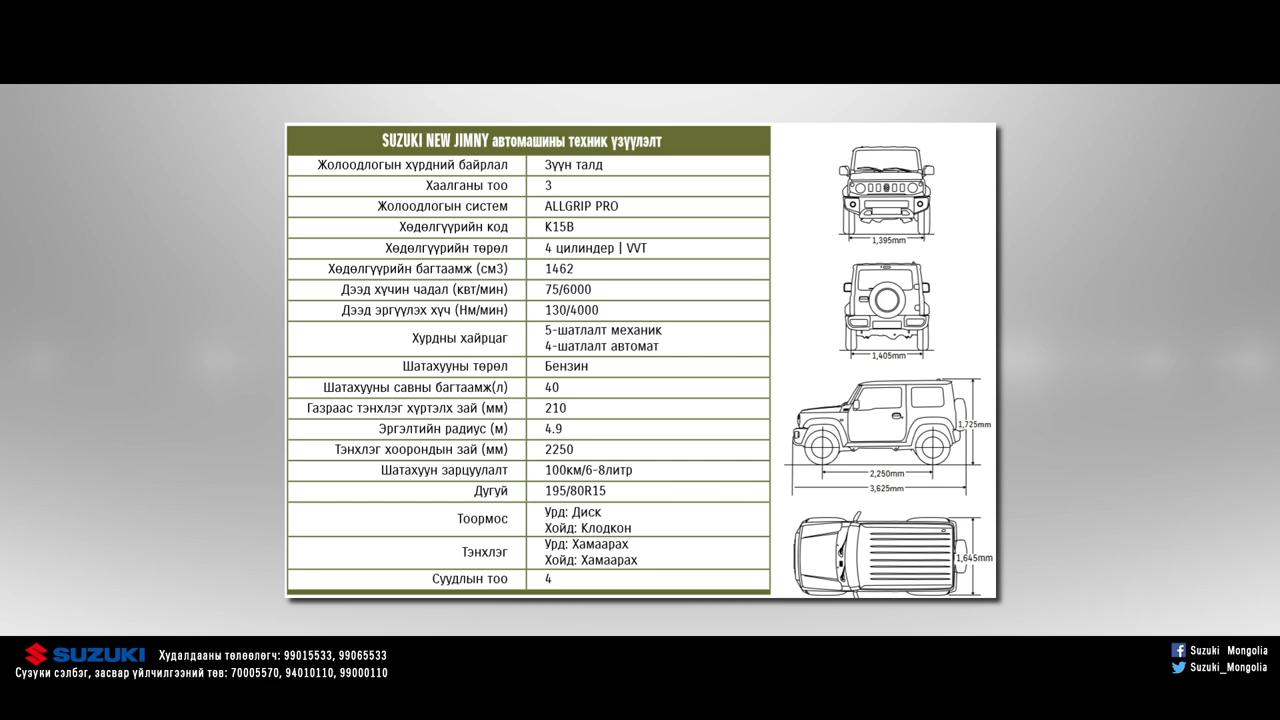 SUZUKI NEW JIMNY автомашины техник үзүүлэлт
Жолоодлогын хүрдний байрлал Зүүн талд
Хаалганы тоо 3
Жолоодлогын систем ALLGRIP PRO
Хөдөлгүүрийн код K15B
Хөдөлгүүрийн төрөл 4 цилиндер | VVT
Хөдөлгүүрийн багтаамж (см3) 1462
Дээд хүчин чадал (квт/мин) 75/6000
Дээд эргүүлэх хүч (Нм/мин) 130/4000
Хурдны хайрцаг 5-шатлалт механик
4-шатлалт автомат
Шатахууны төрөл Бензин
Шатахууны савны багтаамж(л) 40
Газраас тэнхлэг хүртэлх зай (мм) 210
Эргэлтийн радиус (м) 4.9
Тэнхлэг хоорондын зай (мм) 2250
Шатахуун зарцуулалт 100км/6-8литр
Дугуй 195/80R15
Тоормос Урд: Диск
Хойд: Клодкон
Тэнхлэг Урд: Хамаарах
Хойд: Хамаарах
Суудлын тоо 4
1,395mm
1,405mm
1,725mm
2,250mm
3,625mm
1,645mm
SUZUKI Худалдааны төлөөлөгч: 99015533, 99065533
Сузуки сэлбэг, засвар үйлчилгээний төв: 70005570, 94010110, 99000110
Suzuki Mongolia
Suzuki_Mongolia